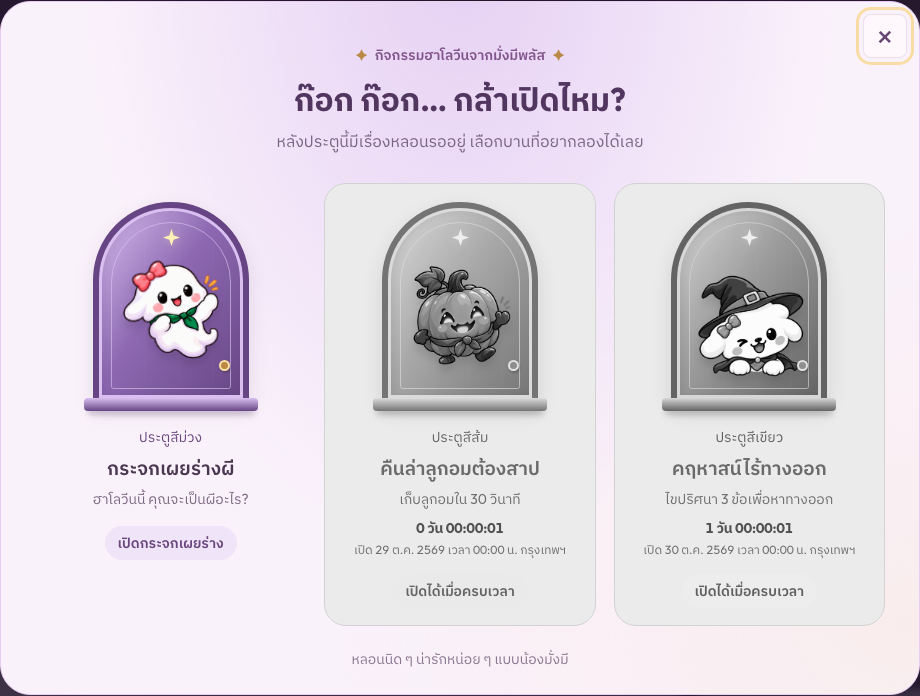 ✦ กิจกรรมฮาโลวีนจากมั่งมีพลัส ✦
ก๊อก ก๊อก... กล้าเปิดไหม?
หลังประตูนี้มีเรื่องหลอนรออยู่ เลือกบานที่อยากลองได้เลย
ประตูสีม่วง
กระจกเผยร่างผี
ฮาโลวีนนี้ คุณจะเป็นผีอะไร?
เปิดกระจกเผยร่าง
ประตูสีส้ม
คืนล่าลูกอมต้องสาป
เก็บลูกอมใน 30 วินาที
0 วัน 00:00:01
เปิด 29 ต.ค. 2569 เวลา 00:00 น. กรุงเทพฯ
เปิดได้เมื่อครบเวลา
ประตูสีเขียว
คฤหาสน์ไร้ทางออก
ไขปริศนา 3 ข้อเพื่อหาทางออก
1 วัน 00:00:01
เปิด 30 ต.ค. 2569 เวลา 00:00 น. กรุงเทพฯ
เปิดได้เมื่อครบเวลา
หลอนนิด ๆ น่ารักหน่อย ๆ แบบน้องมั่งมี